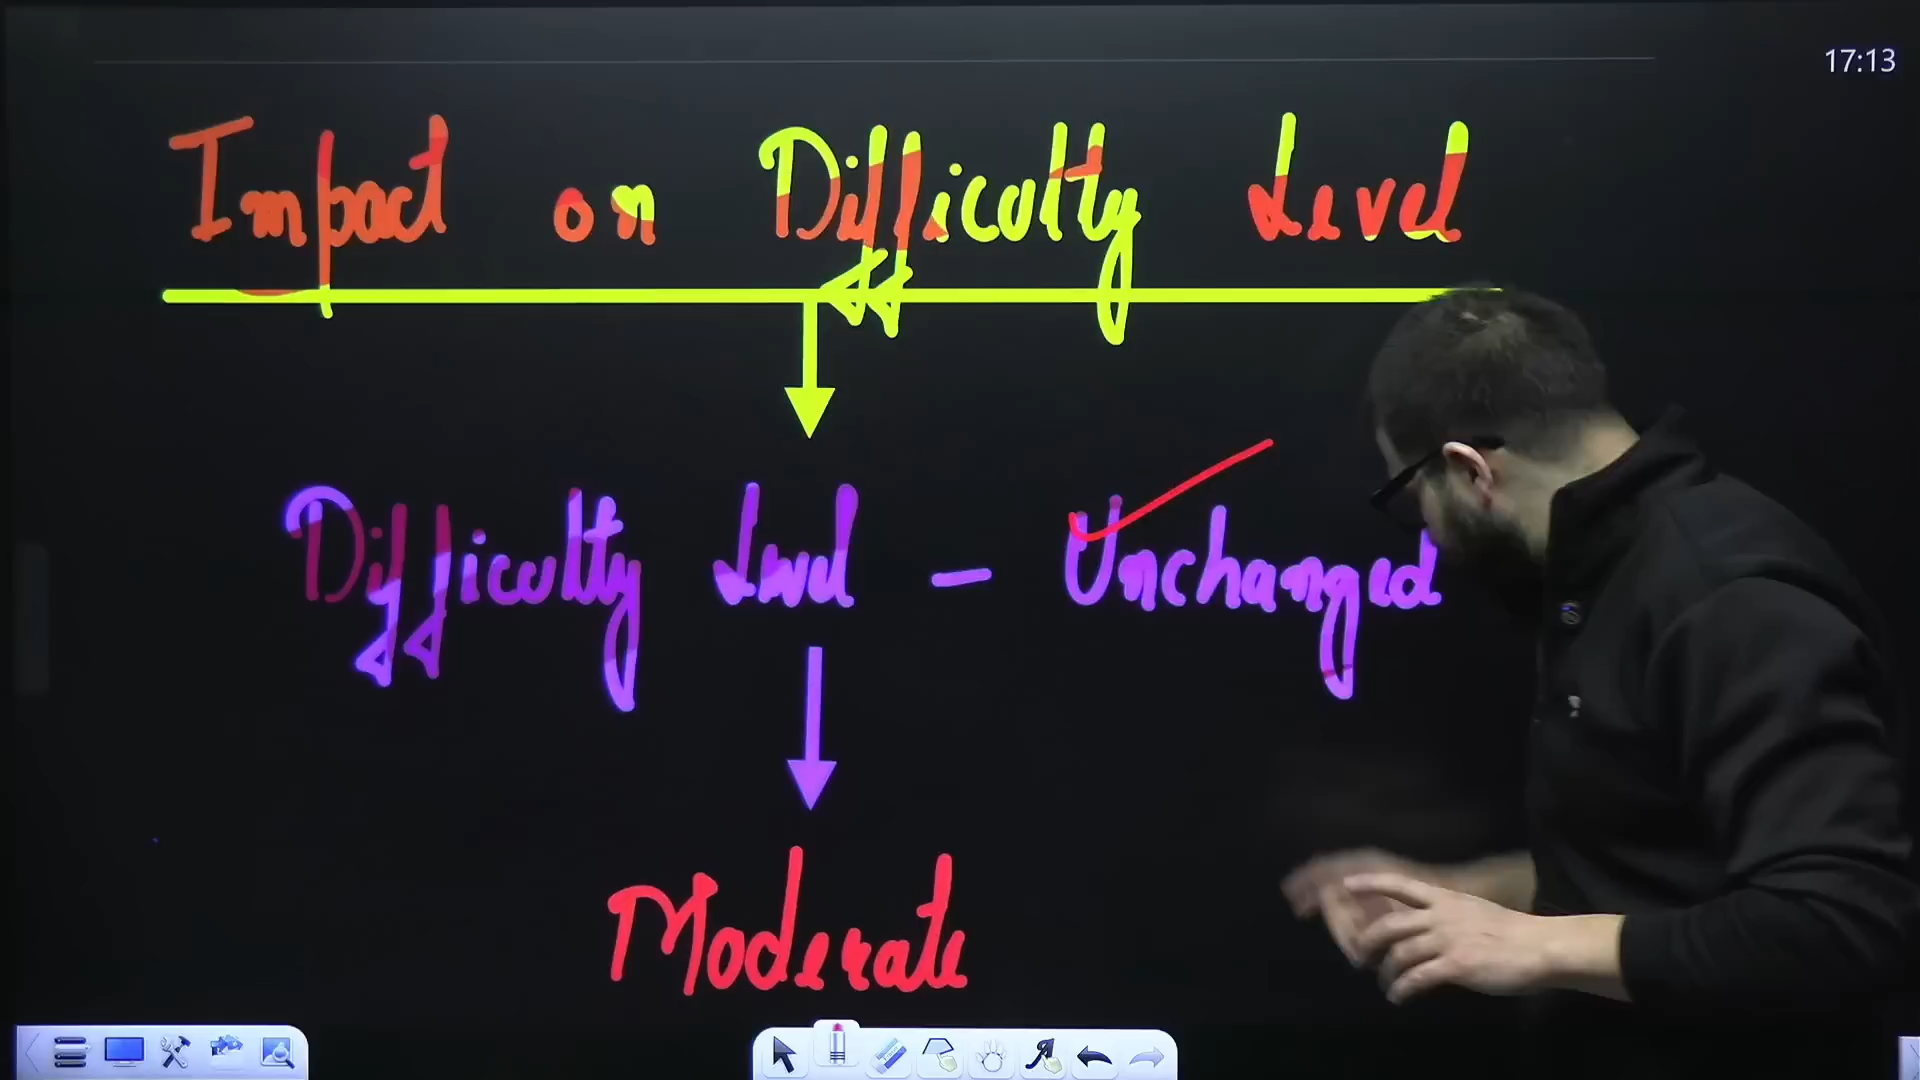 17:13
Impact on Difficulty Level
Difficulty Level - Unchanged
Moderate